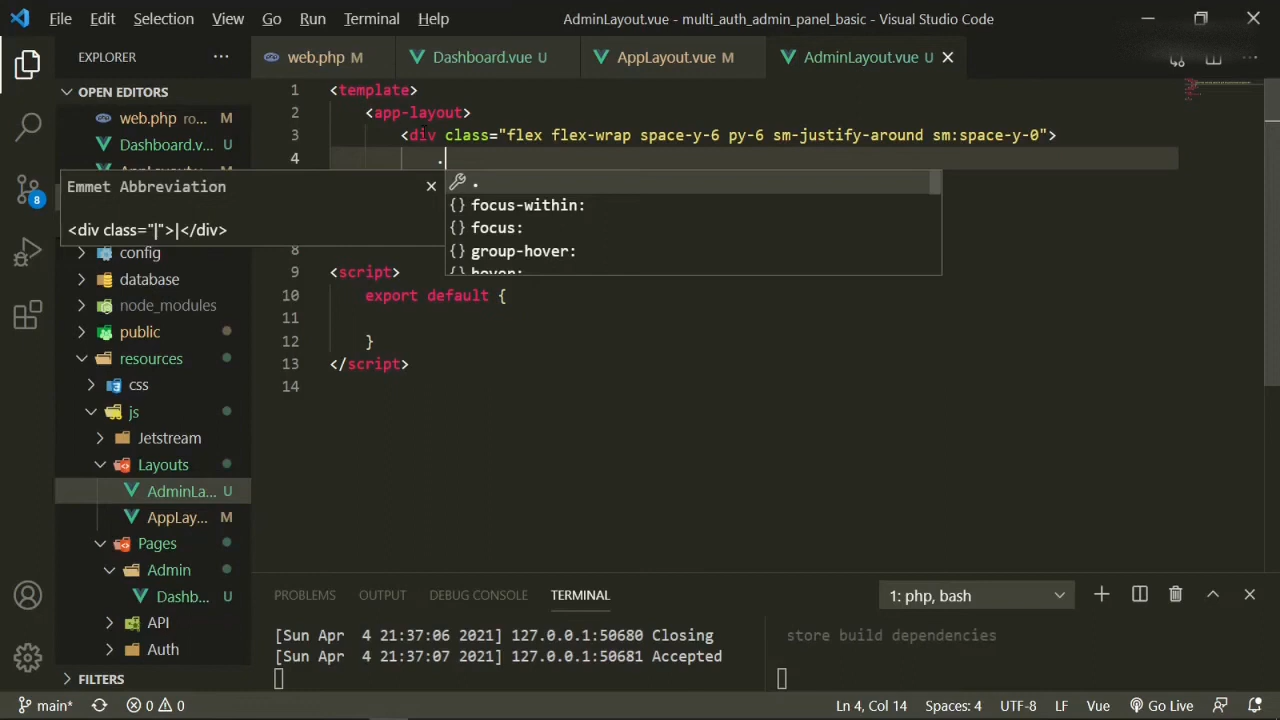 File Edit Selection View Go Run Terminal Help AdminLayout.vue - multi_auth_admin_panel_basic - Visual Studio Code
EXPLORER
web.php M Dashboard.vue U AppLayout.vue M AdminLayout.vue U
OPEN EDITORS
web.php ro...
Dashboard.v... U
1 <template>
2 <app-layout>
3 <div class="flex flex-wrap space-y-6 py-6 sm-justify-around sm:space-y-0">
4 .
Emmet Abbreviation
<div class="|">|</div>
.
focus-within:
focus:
group-hover:
hover:
8
9 <script>
10 export default {
11
12 }
13 </script>
14
8
config
database
node_modules
public
resources
css
js
Jetstream
Layouts
AdminLa... U
AppLay... M
Pages
Admin
Dashb... U
API
Auth
FILTERS
PROBLEMS OUTPUT DEBUG CONSOLE TERMINAL 1: php, bash
[Sun Apr  4 21:37:06 2021] 127.0.0.1:50680 Closing
[Sun Apr  4 21:37:07 2021] 127.0.0.1:50681 Accepted
store build dependencies
main* 0 0 Ln 4, Col 14 Spaces: 4 UTF-8 LF Vue Go Live